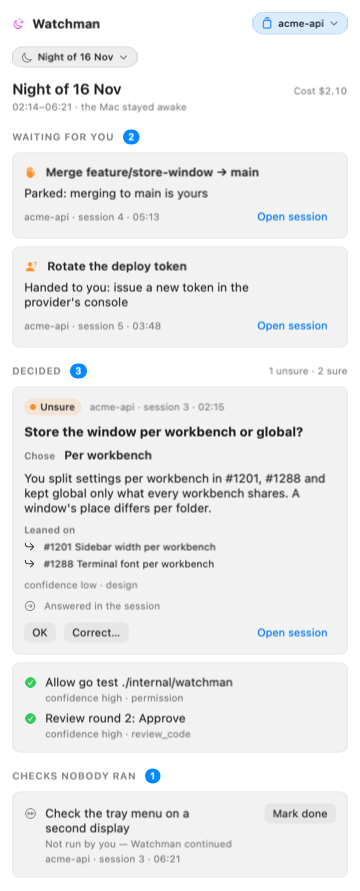 Watchman
acme-api
Night of 16 Nov
Night of 16 Nov
Cost $2.10
02:14–06:21 · the Mac stayed awake
WAITING FOR YOU 2
Merge feature/store-window → main
Parked: merging to main is yours
acme-api · session 4 · 05:13
Open session
Rotate the deploy token
Handed to you: issue a new token in the
provider's console
acme-api · session 5 · 03:48
Open session
DECIDED 3
1 unsure · 2 sure
Unsure
acme-api · session 3 · 02:15
Store the window per workbench or global?
Chose Per workbench
You split settings per workbench in #1201, #1288 and
kept global only what every workbench shares. A
window's place differs per folder.
Leaned on
#1201 Sidebar width per workbench
#1288 Terminal font per workbench
confidence low · design
Answered in the session
OK
Correct...
Open session
Allow go test ./internal/watchman
confidence high · permission
Review round 2: Approve
confidence high · review_code
CHECKS NOBODY RAN 1
Check the tray menu on a
second display
Mark done
Not run by you — Watchman continued
acme-api · session 3 · 06:21